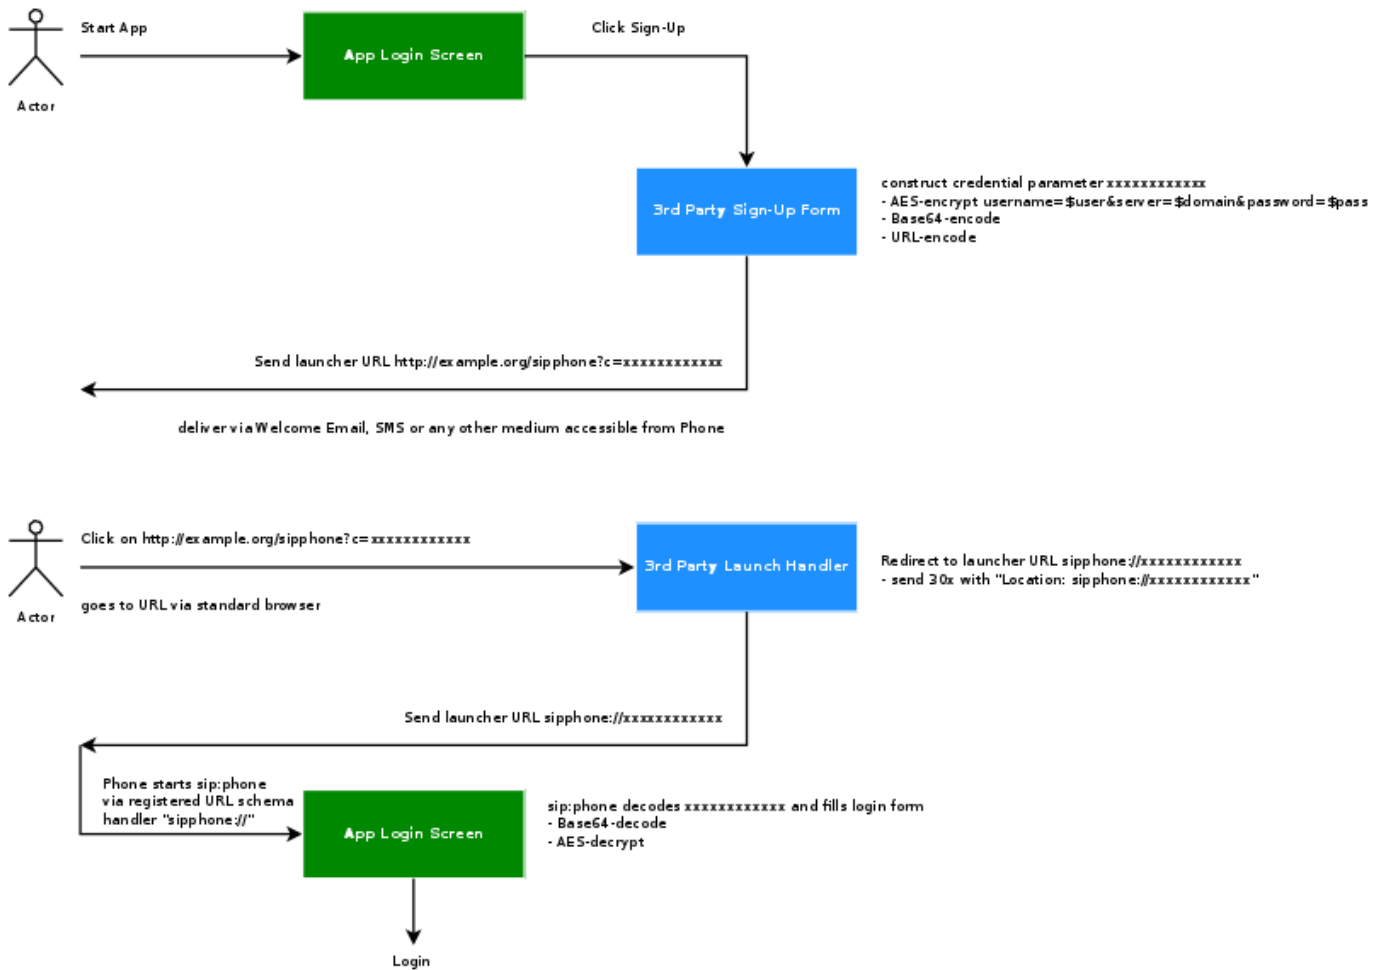 Start App
Click Sign-Up
App Login Screen
Actor
3rd Party Sign-Up Form
construct credential parameter xxxxxxxxxxxx
- AES-encrypt username=$user&server=$domain&password=$pass
- Base64-encode
- URL-encode
Send launcher URL http://example.org/sipphone?c=xxxxxxxxxxxx
deliver via Welcome Email, SMS or any other medium accessible from Phone
Click on http://example.org/sipphone?c=xxxxxxxxxxxx
goes to URL via standard browser
Actor
3rd Party Launch Handler
Redirect to launcher URL sipphone://xxxxxxxxxxxx
- send 30x with "Location: sipphone://xxxxxxxxxxxx"
Send launcher URL sipphone://xxxxxxxxxxxx
Phone starts sip:phone
via registered URL schema
handler "sipphone://"
App Login Screen
sip:phone decodes xxxxxxxxxxxx and fills login form
- Base64-decode
- AES-decrypt
Login